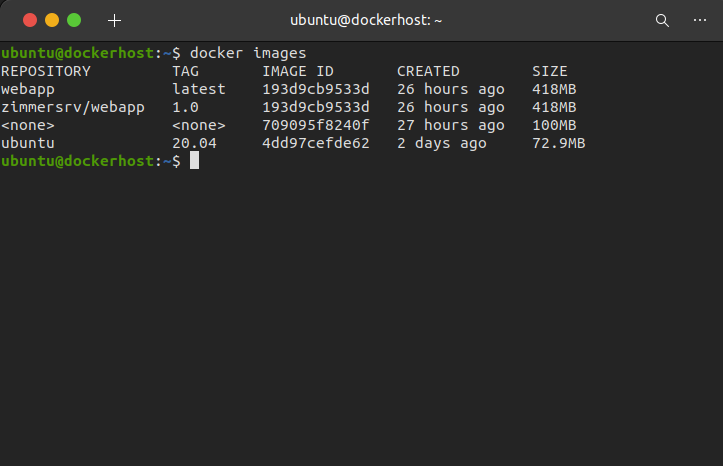 ubuntu@dockerhost: ~
ubuntu@dockerhost:~$ docker images
REPOSITORY TAG IMAGE ID CREATED SIZE
webapp latest 193d9cb9533d 26 hours ago 418MB
zimmersrv/webapp 1.0 193d9cb9533d 26 hours ago 418MB
<none> <none> 709095f8240f 27 hours ago 100MB
ubuntu 20.04 4dd97cefde62 2 days ago 72.9MB
ubuntu@dockerhost:~$